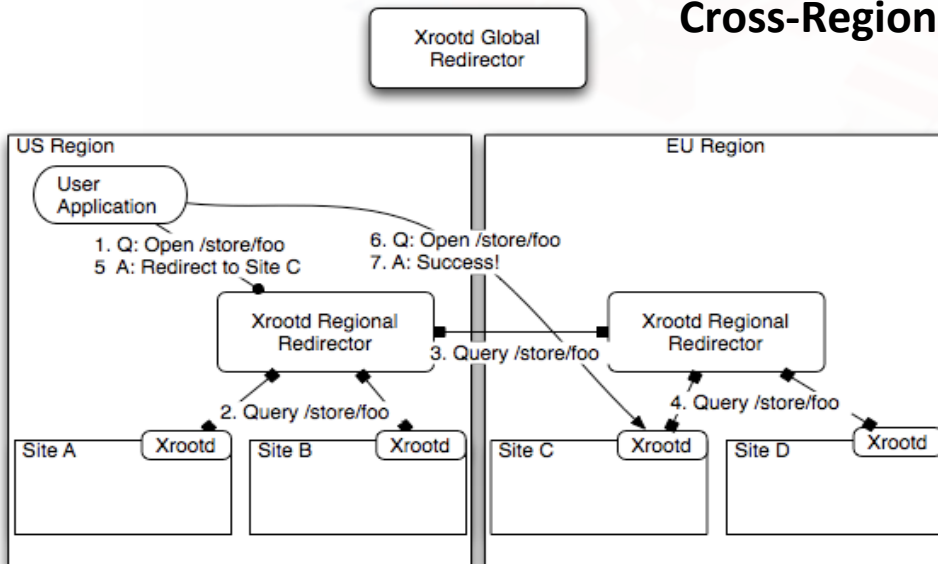 Cross-Region
Xrootd Global
Redirector
US Region
EU Region
User
Application
1. Q: Open /store/foo
5 A: Redirect to Site C
6. Q: Open /store/foo
7. A: Success!
Xrootd Regional
Redirector
Xrootd Regional
Redirector
3. Query /store/foo
2. Query /store/foo
4. Query /store/foo
Site A
Xrootd
Site B
Xrootd
Site C
Xrootd
Site D
Xrootd